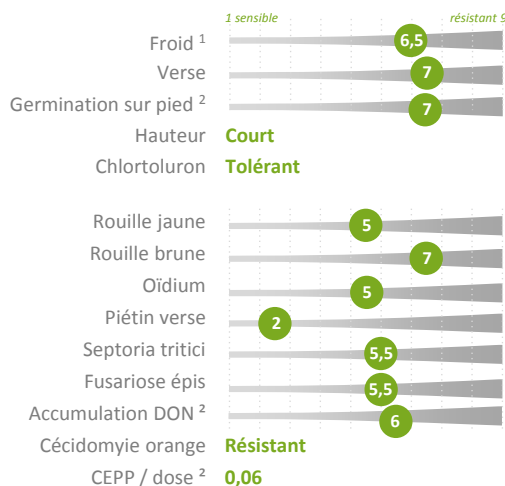 1 sensible résistant 9
Froid ¹ 6,5
Verse 7
Germination sur pied ² 7
Hauteur Court
Chlortoluron Tolérant
Rouille jaune 5
Rouille brune 7
Oïdium 5
Piétin verse 2
Septoria tritici 5,5
Fusariose épis 5,5
Accumulation DON ² 6
Cécidomyie orange Résistant
CEPP / dose ² 0,06